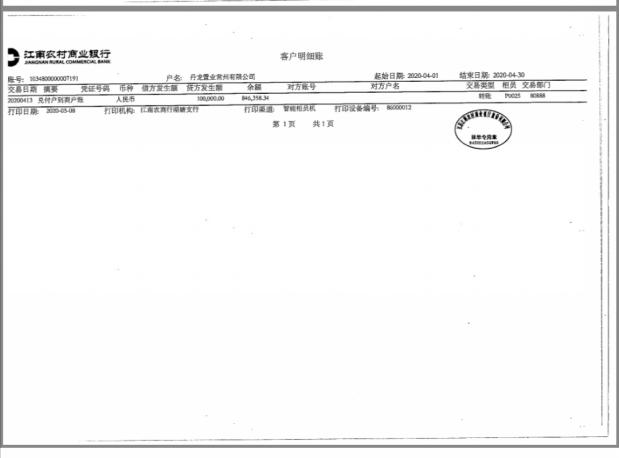 江南农村商业银行
JIANGNAN RURAL COMMERCIAL BANK
客户明细账
账号: 1034800000007191 户名: 丹龙置业常州有限公司 起始日期: 2020-04-01 结束日期: 2020-04-30
交易日期 摘要 凭证号码 币种 借方发生额 贷方发生额 余额 对方账号 对方户名 交易类型 柜员 交易部门
20200413 兑付户到商户账 人民币 100,000.00 846,358.34 转账 P0025 80888
打印日期: 2020-05-08 打印机构: 江南农商行湖塘支行 打印渠道: 智能柜员机 打印设备编号: B6000012
第 1页 共1页